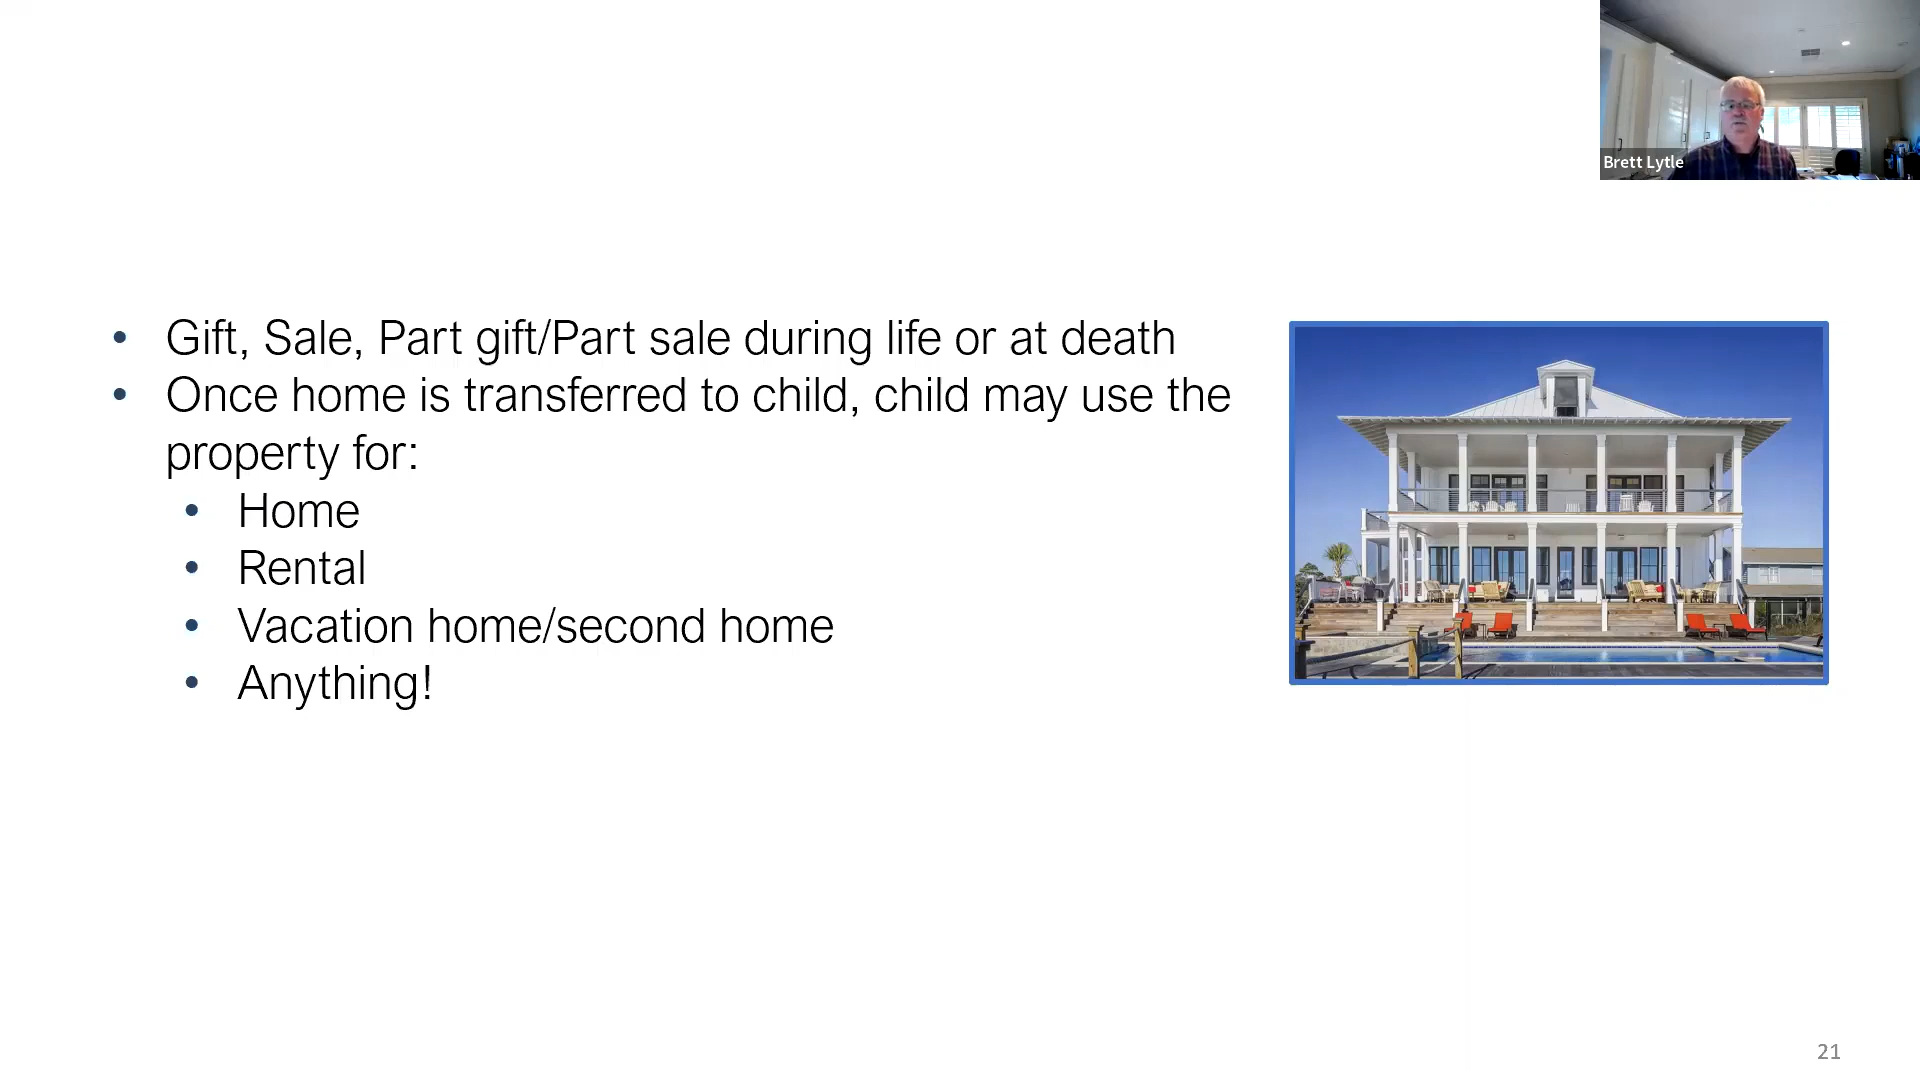 Brett Lytle
• Gift, Sale, Part gift/Part sale during life or at death
• Once home is transferred to child, child may use the
property for:
• Home
• Rental
• Vacation home/second home
• Anything!
21